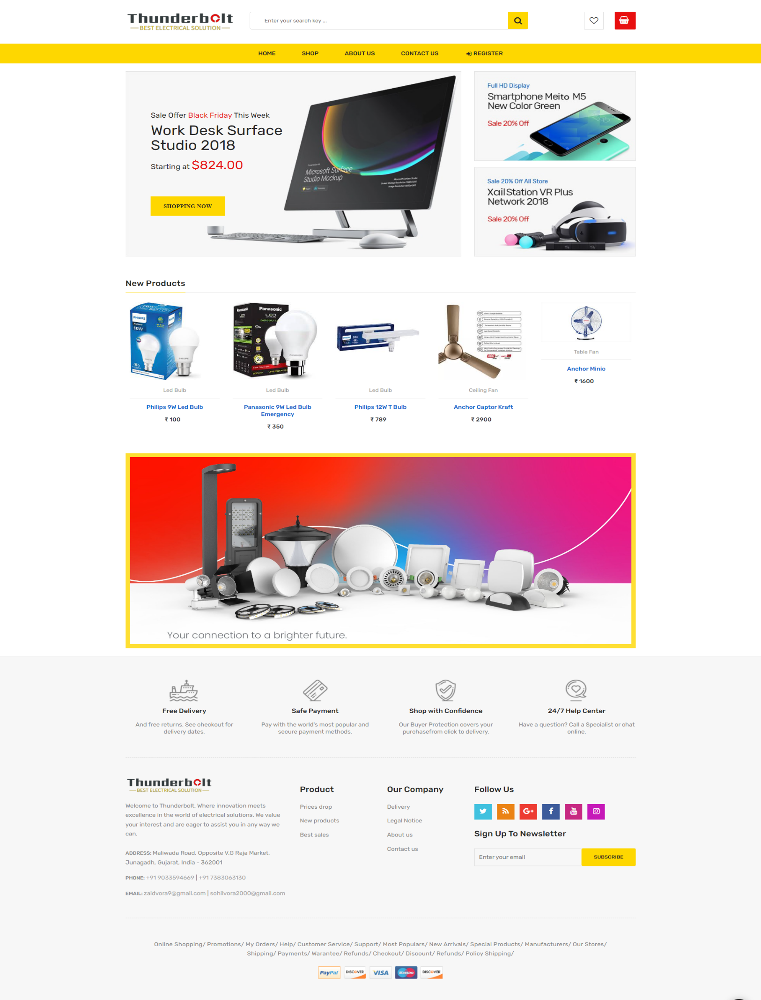 Thunderbolt
BEST ELECTRICAL SOLUTION
Enter your search key ...
HOME
SHOP
ABOUT US
CONTACT US
REGISTER
Sale Offer Black Friday This Week
Work Desk Surface
Studio 2018
Starting at $824.00
SHOPPING NOW
Microsoft Surface
Studio Mockup
Full HD Display
Smartphone Meito M5
New Color Green
Sale 20% Off
Sale 20% Off All Store
XailStation VR Plus
Network 2018
Sale 20% Off
New Products
PHILIPS
10W
PHILIPS
Panasonic
Panasonic
LED
LED
9w
Panasonic
30W
400
Led Bulb
Philips 9W Led Bulb
₹ 100
Led Bulb
Panasonic 9W Led Bulb
Emergency
₹ 350
Led Bulb
Philips 12W T Bulb
₹ 789
Ceiling Fan
Anchor Captor Kraft
₹ 2900
Table Fan
Anchor Minio
₹ 1600
Your connection to a brighter future.
Free Delivery
And free returns. See checkout for
delivery dates.
Safe Payment
Pay with the world's most popular and
secure payment methods.
Shop with Confidence
Our Buyer Protection covers your
purchasefrom click to delivery.
24/7 Help Center
Have a question? Call a Specialist or chat
online.
Thunderbolt
BEST ELECTRICAL SOLUTION
Welcome to Thunderbolt, Where innovation meets
excellence in the world of electrical solutions. We value
your interest and are eager to assist you in any way we
can.
ADDRESS: Maliwada Road, Opposite V.G Raja Market,
Junagadh, Gujarat, India - 362001
PHONE: +91 9033594669 | +91 7383063130
EMAIL: zaidvora9@gmail.com | sohilvora2000@gmail.com
Product
Prices drop
New products
Best sales
Our Company
Delivery
Legal Notice
About us
Contact us
Follow Us
You
Tube
Sign Up To Newsletter
Enter your email
SUBSCRIBE
Online Shopping/ Promotions/ My Orders/ Help/ Customer Service/ Support/ Most Populars/ New Arrivals/ Special Products/ Manufacturers/ Our Stores/
Shipping/ Payments/ Warantee/ Refunds/ Checkout/ Discount/ Refunds/ Policy Shipping/
PayPal
DISCOVER
VISA
Maestro
DISCOVER